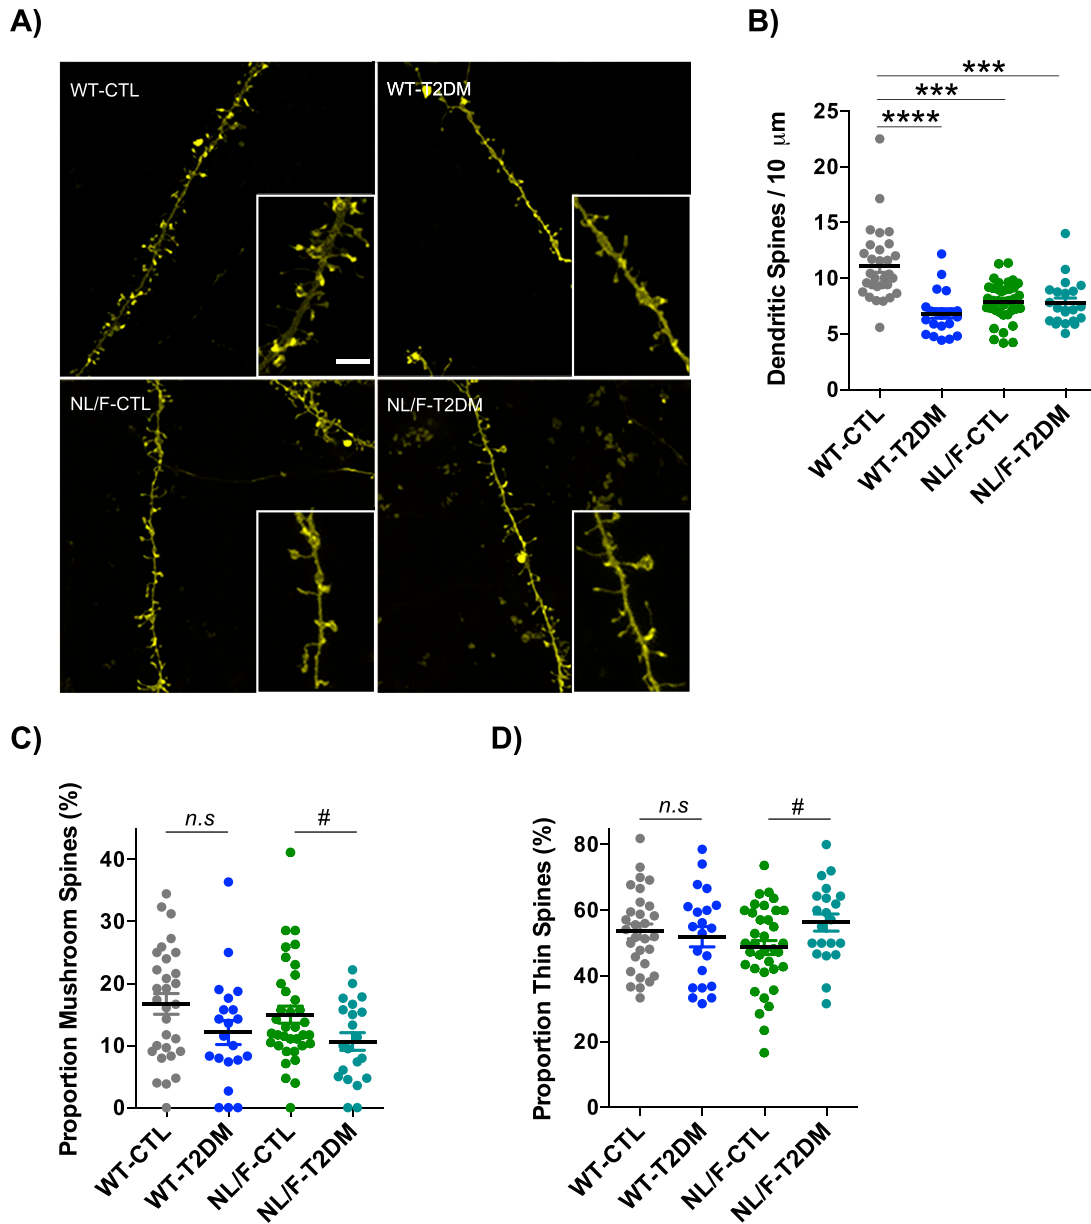 A)
WT-CTL
WT-T2DM
NL/F-CTL
NL/F-T2DM
B)
***
***
****
Dendritic Spines / 10 μm
25
20
15
10
5
0
WT-CTL
WT-T2DM
NL/F-CTL
NL/F-T2DM
C)
n.s
#
Proportion Mushroom Spines (%)
40
30
20
10
0
WT-CTL
WT-T2DM
NL/F-CTL
NL/F-T2DM
D)
n.s
#
Proportion Thin Spines (%)
80
60
40
20
0
WT-CTL
WT-T2DM
NL/F-CTL
NL/F-T2DM